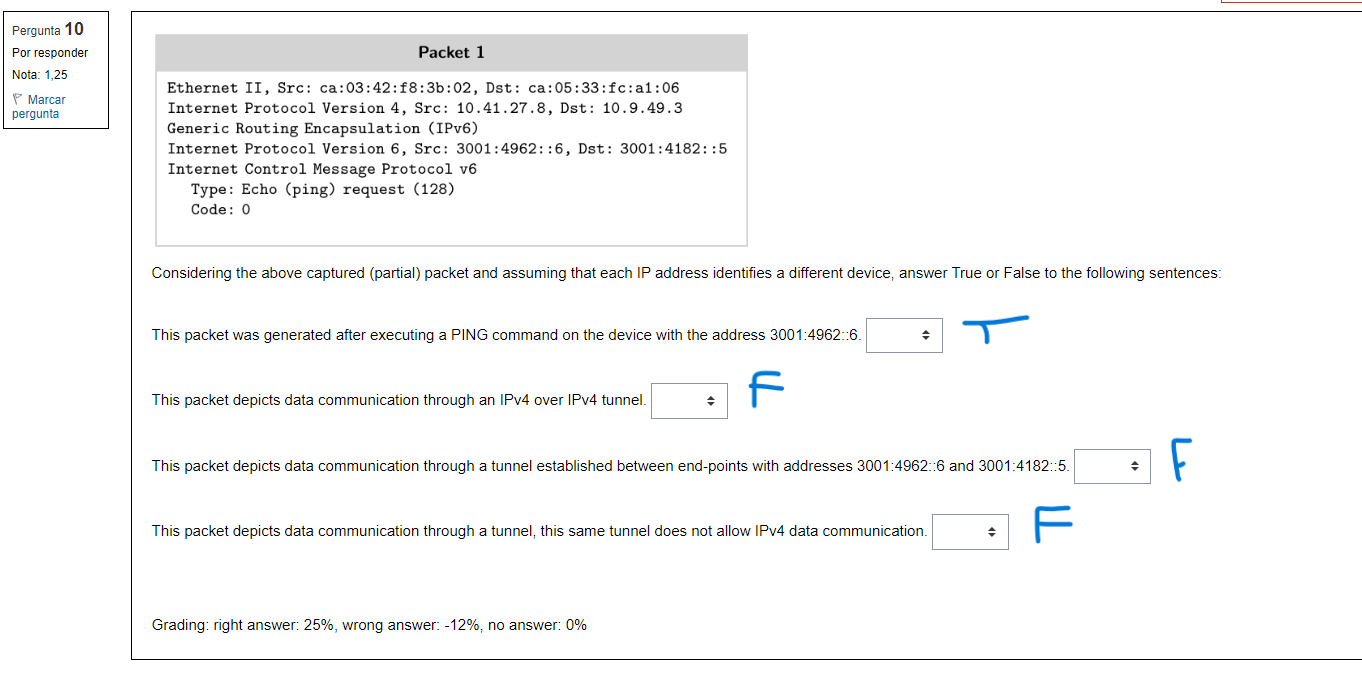 Pergunta 10
Por responder
Nota: 1,25
Marcar
pergunta
Packet 1
Ethernet II, Src: ca:03:42:f8:3b:02, Dst: ca:05:33:fc:a1:06
Internet Protocol Version 4, Src: 10.41.27.8, Dst: 10.9.49.3
Generic Routing Encapsulation (IPv6)
Internet Protocol Version 6, Src: 3001:4962::6, Dst: 3001:4182::5
Internet Control Message Protocol v6
Type: Echo (ping) request (128)
Code: 0
Considering the above captured (partial) packet and assuming that each IP address identifies a different device, answer True or False to the following sentences:
This packet was generated after executing a PING command on the device with the address 3001:4962::6. T
This packet depicts data communication through an IPv4 over IPv4 tunnel. F
This packet depicts data communication through a tunnel established between end-points with addresses 3001:4962::6 and 3001:4182::5. F
This packet depicts data communication through a tunnel, this same tunnel does not allow IPv4 data communication. F
Grading: right answer: 25%, wrong answer: -12%, no answer: 0%